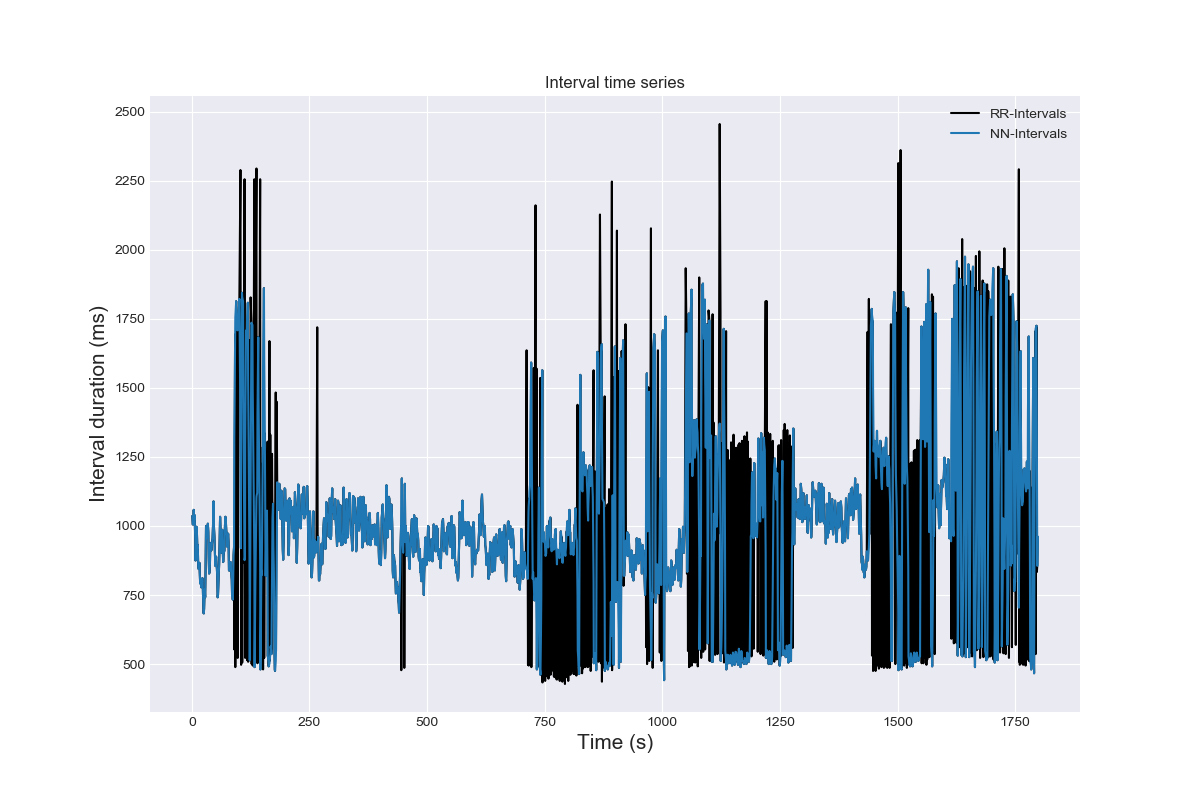 Interval time series
2500
2250
2000
1750
1500
1250
1000
750
500
Interval duration (ms)
RR-Intervals
NN-Intervals
0 250 500 750 1000 1250 1500 1750
Time (s)